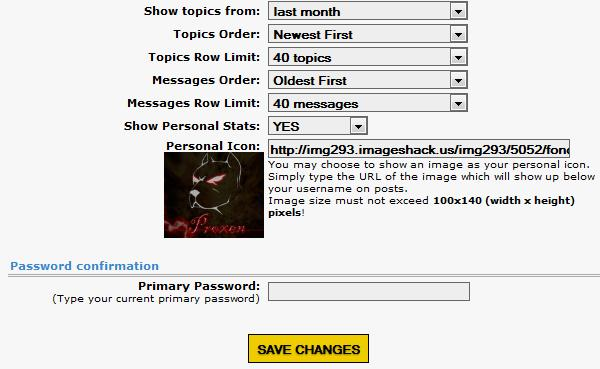 Show topics from: last month
Topics Order: Newest First
Topics Row Limit: 40 topics
Messages Order: Oldest First
Messages Row Limit: 40 messages
Show Personal Stats: YES
Personal Icon: http://img293.imageshack.us/img293/5052/fond
You may choose to show an image as your personal icon.
Simply type the URL of the image which will show up below
your username on posts.
Image size must not exceed 100x140 (width x height)
pixels!
Frozen
Password confirmation
Primary Password:
(Type your current primary password)
SAVE CHANGES